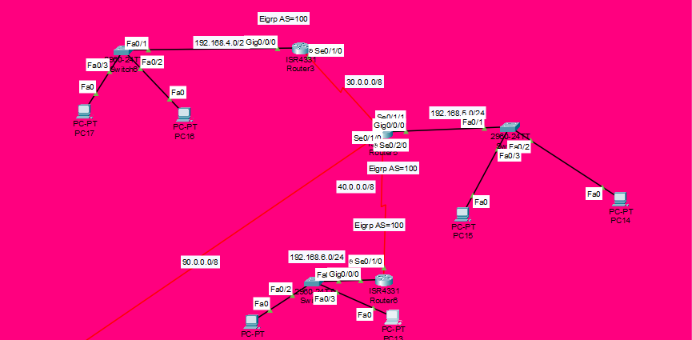 Eigrp AS=100
Fa0/1
192.168.4.0/2
Gig0/0/0
Se0/1/0
Fa0/3
Fa0/2
ISR4331
Router3
Fa0
Fa0
30.0.0.0/8
PC-PT
PC17
PC-PT
PC16
Se0/1/1
192.168.5.0/24
Gig0/0/0
Fa0/1
Se0/1/0
Se0/2/0
2960-24TT
Fa0/2
Fa0/3
Eigrp AS=100
40.0.0.0/8
Fa0
Fa0
PC-PT
PC14
PC-PT
PC15
Eigrp AS=100
90.0.0.0/8
192.168.6.0/24
Se0/1/0
Gig0/0/0
Fa0/2
Fa0/3
ISR4331
Fa0
Fa0
PC-PT
PC-PT
PC13